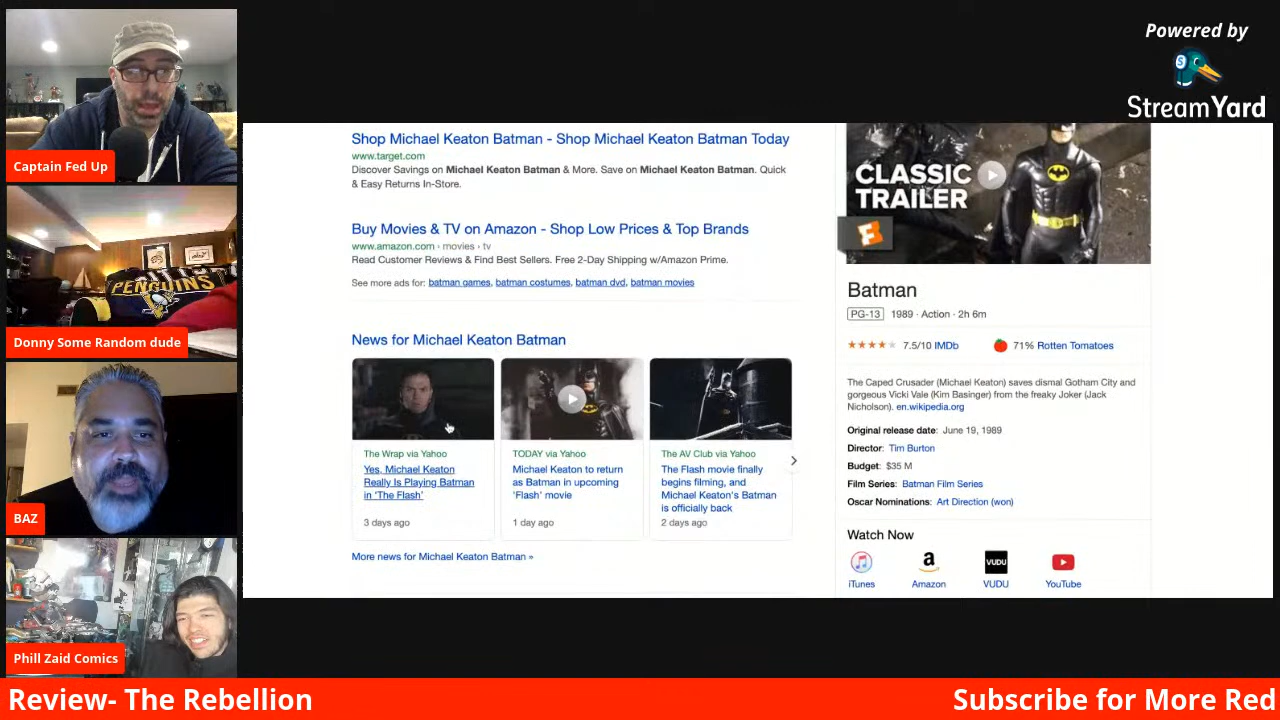 Powered by
StreamYard
Captain Fed Up
PENGUINS
Donny Some Random dude
BAZ
Phill Zaid Comics
Shop Michael Keaton Batman - Shop Michael Keaton Batman Today
www.target.com
Discover Savings on Michael Keaton Batman & More. Save on Michael Keaton Batman. Quick
& Easy Returns In-Store.
Buy Movies & TV on Amazon - Shop Low Prices & Top Brands
www.amazon.com › movies › tv
Read Customer Reviews & Find Best Sellers. Free 2-Day Shipping w/Amazon Prime.
See more ads for: batman games, batman costumes, batman dvd, batman movies
News for Michael Keaton Batman
The Wrap via Yahoo
Yes, Michael Keaton
Really Is Playing Batman
in 'The Flash'
3 days ago
TODAY via Yahoo
Michael Keaton to return
as Batman in upcoming
'Flash' movie
1 day ago
The AV Club via Yahoo
The Flash movie finally
begins filming, and
Michael Keaton's Batman
is officially back
2 days ago
More news for Michael Keaton Batman »
CLASSIC
TRAILER
Batman
PG-13 1989 · Action · 2h 6m
7.5/10 IMDb 71% Rotten Tomatoes
The Caped Crusader (Michael Keaton) saves dismal Gotham City and
gorgeous Vicki Vale (Kim Basinger) from the freaky Joker (Jack
Nicholson). en.wikipedia.org
Original release date: June 19, 1989
Director: Tim Burton
Budget: $35 M
Film Series: Batman Film Series
Oscar Nominations: Art Direction (won)
Watch Now
VUDU
iTunes Amazon VUDU YouTube
Review- The Rebellion
Subscribe for More Red